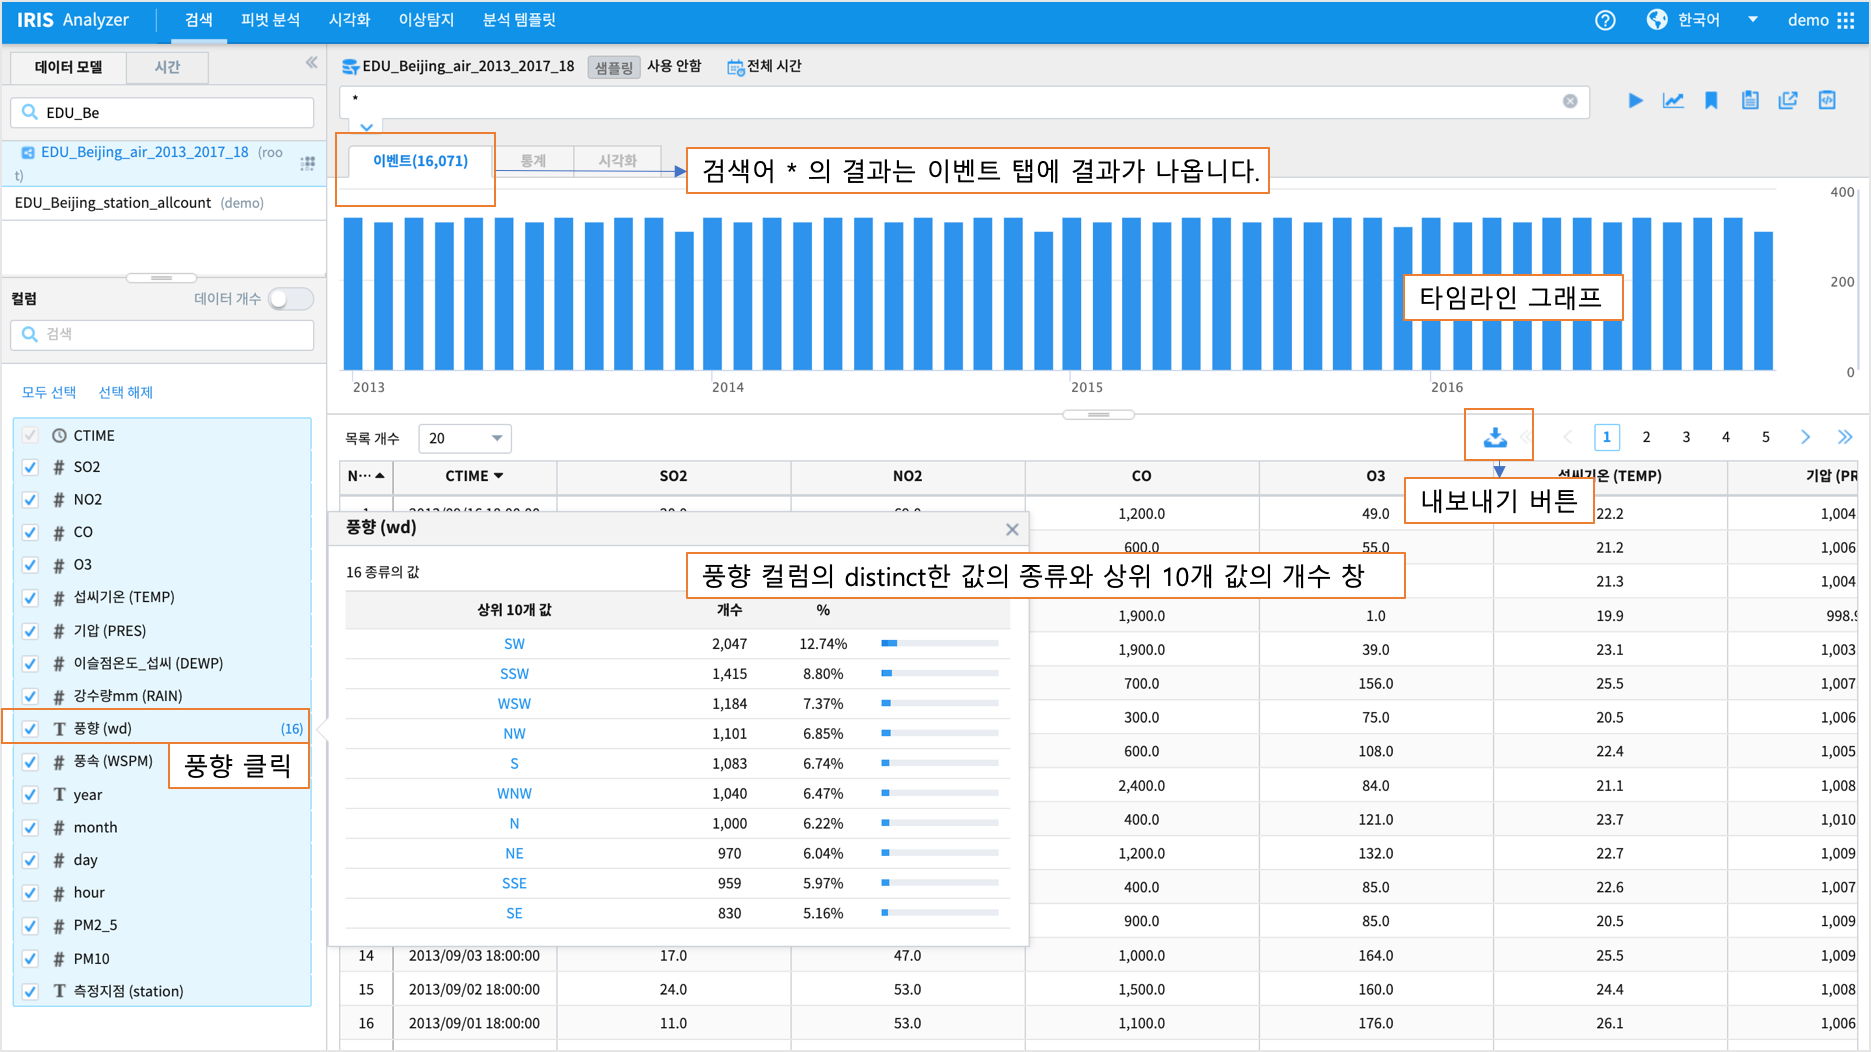 IRIS Analyzer 검색 피벗 분석 시각화 이상탐지 분석 템플릿 한국어 demo
데이터 모델 시간
EDU_Be
EDU_Beijing_air_2013_2017_18 (roo
t)
EDU_Beijing_station_allcount (demo)
컬럼 데이터 개수
검색
모두 선택 선택 해제
CTIME
# SO2
# NO2
# CO
# O3
# 섭씨기온 (TEMP)
# 기압 (PRES)
# 이슬점온도_섭씨 (DEWP)
# 강수량mm (RAIN)
T 풍향 (wd) (16)
# 풍속 (WSPM)
풍향 클릭
T year
# month
# day
# hour
# PM2_5
# PM10
T 측정지점 (station)
EDU_Beijing_air_2013_2017_18 샘플링 사용 안함 전체 시간
*
이벤트(16,071) 통계 시각화
검색어 * 의 결과는 이벤트 탭에 결과가 나옵니다.
400
200
0
타임라인 그래프
2013 2014 2015 2016
목록 개수 20 1 2 3 4 5
N··· CTIME SO2 NO2 CO O3 섭씨기온 (TEMP) 기압 (PR
내보내기 버튼
1,200.0 49.0 22.2 1,004
600.0 55.0 21.2 1,006
21.3 1,004
1,900.0 1.0 19.9 998.9
1,900.0 39.0 23.1 1,003
700.0 156.0 25.5 1,007
300.0 75.0 20.5 1,006
600.0 108.0 22.4 1,005
2,400.0 84.0 21.1 1,008
400.0 121.0 23.7 1,010
1,200.0 132.0 22.7 1,009
400.0 85.0 22.6 1,007
900.0 85.0 20.5 1,009
14 2013/09/03 18:00:00 17.0 47.0 1,000.0 164.0 25.5 1,009
15 2013/09/02 18:00:00 24.0 53.0 1,500.0 160.0 24.4 1,008
16 2013/09/01 18:00:00 11.0 53.0 1,100.0 176.0 26.1 1,006
풍향 (wd)
16 종류의 값
풍향 컬럼의 distinct한 값의 종류와 상위 10개 값의 개수 창
상위 10개 값 개수 %
SW 2,047 12.74%
SSW 1,415 8.80%
WSW 1,184 7.37%
NW 1,101 6.85%
S 1,083 6.74%
WNW 1,040 6.47%
N 1,000 6.22%
NE 970 6.04%
SSE 959 5.97%
SE 830 5.16%